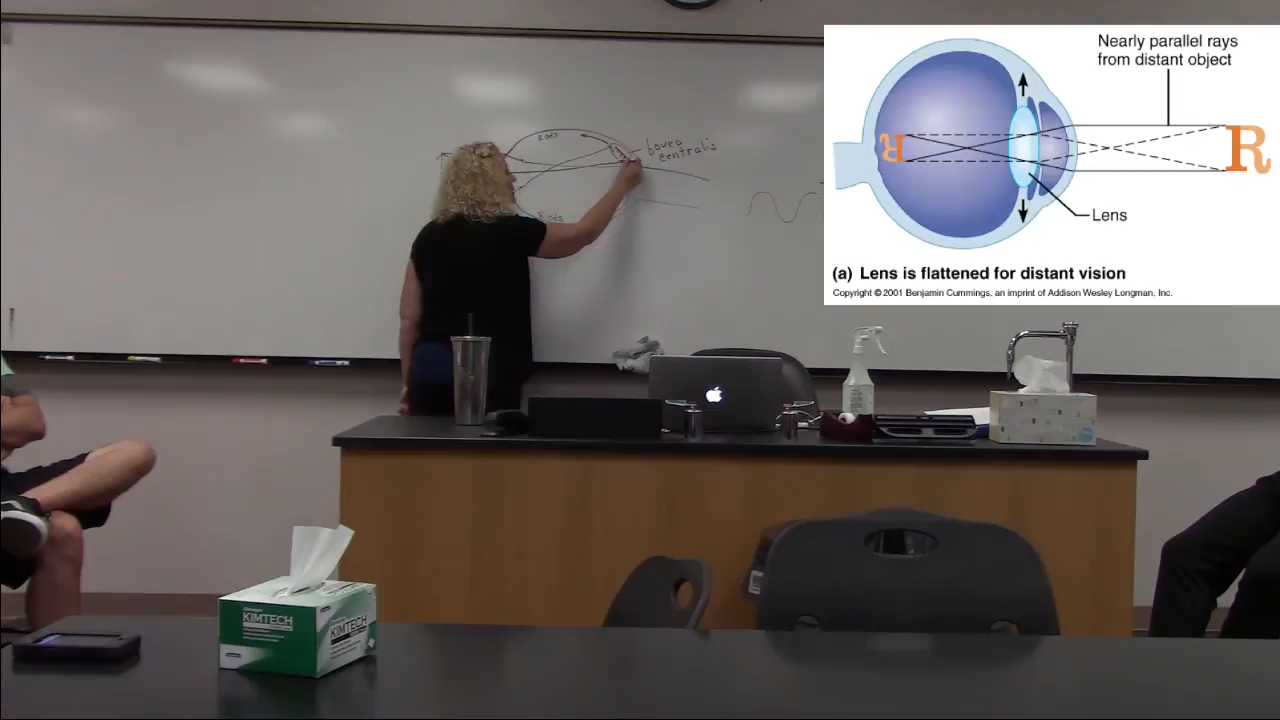 Rods
fovea
centralis
Rods
Nearly parallel rays
from distant object
R
R
Lens
(a) Lens is flattened for distant vision
Copyright © 2001 Benjamin Cummings, an imprint of Addison Wesley Longman, Inc.
KIMTECH
KIMTECH